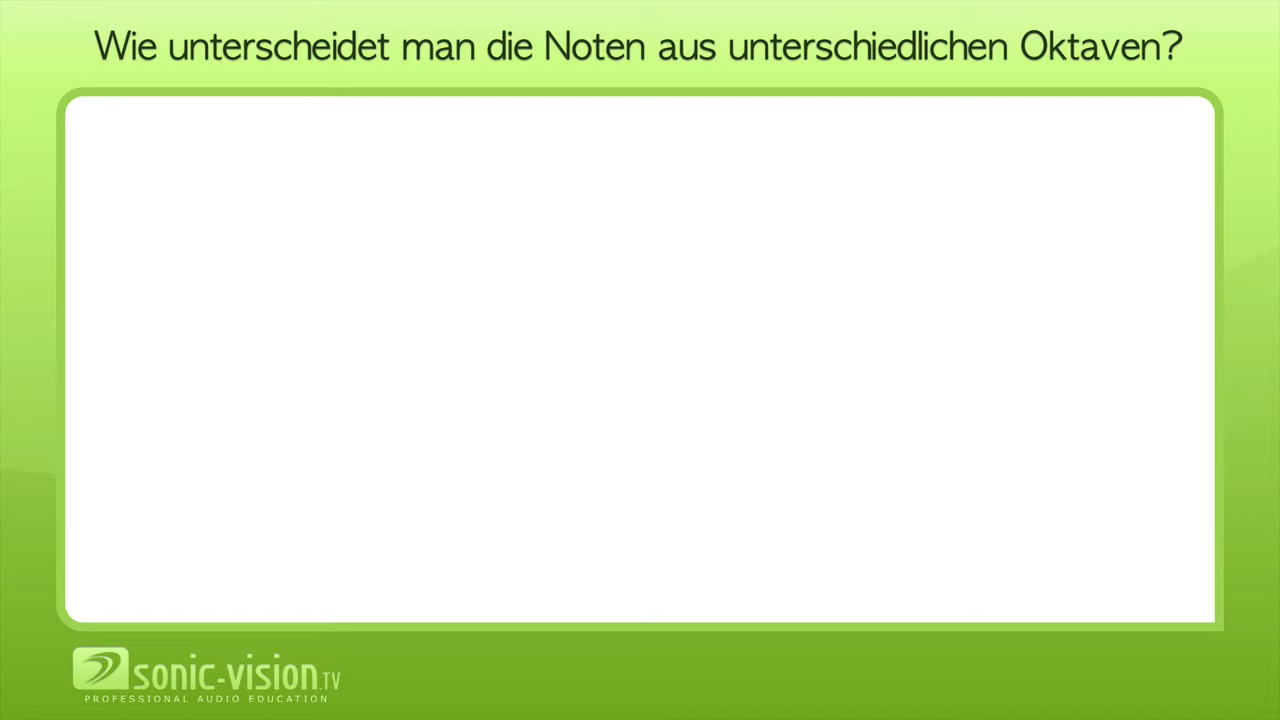 Wie unterscheidet man die Noten aus unterschiedlichen Oktaven?
sonic-vision.TV
PROFESSIONAL AUDIO EDUCATION